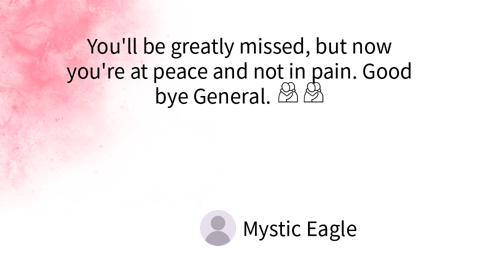 You'll be greatly missed, but now
you're at peace and not in pain. Good
bye General. 🫂 🫂
Mystic Eagle